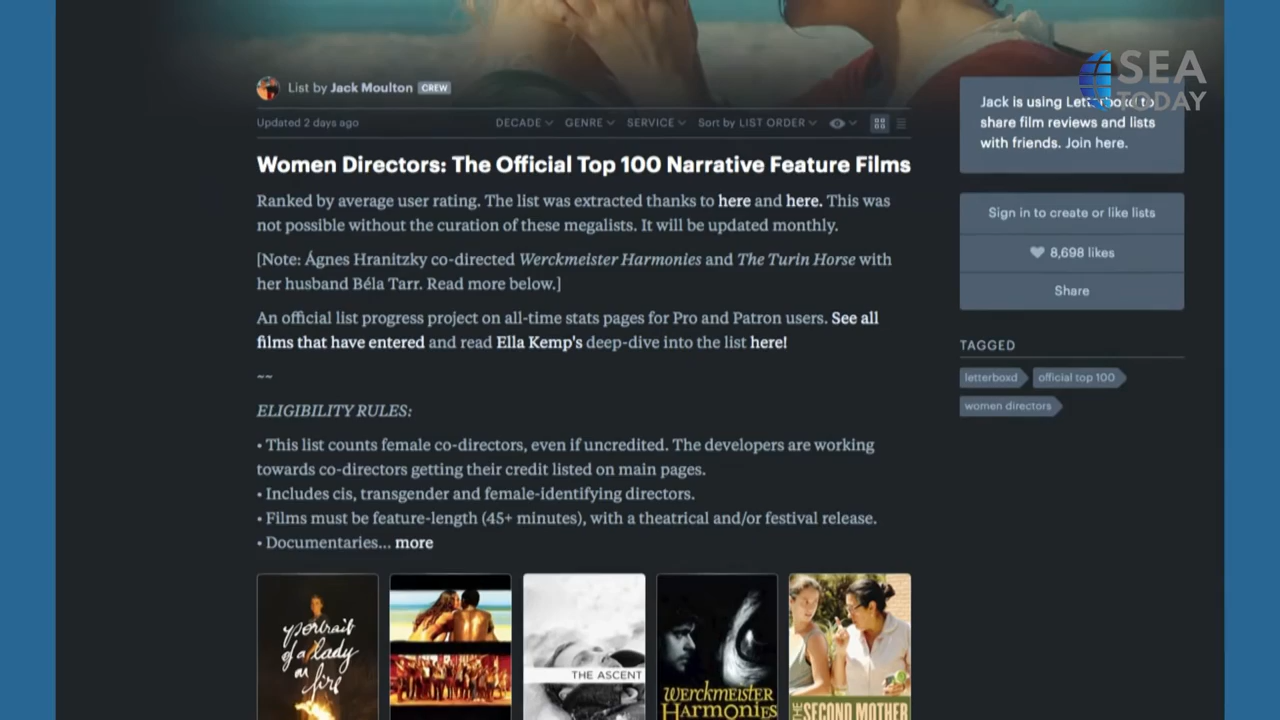 SEA
TODAY
List by Jack Moulton CREW
Updated 2 days ago
DECADE GENRE SERVICE Sort by LIST ORDER
Women Directors: The Official Top 100 Narrative Feature Films
Ranked by average user rating. The list was extracted thanks to here and here. This was
not possible without the curation of these megalists. It will be updated monthly.
[Note: Ágnes Hranitzky co-directed Werckmeister Harmonies and The Turin Horse with
her husband Béla Tarr. Read more below.]
An official list progress project on all-time stats pages for Pro and Patron users. See all
films that have entered and read Ella Kemp's deep-dive into the list here!
~~
ELIGIBILITY RULES:
• This list counts female co-directors, even if uncredited. The developers are working
towards co-directors getting their credit listed on main pages.
• Includes cis, transgender and female-identifying directors.
• Films must be feature-length (45+ minutes), with a theatrical and/or festival release.
• Documentaries... more
Jack is using Letterboxd to
share film reviews and lists
with friends. Join here.
Sign in to create or like lists
8,698 likes
Share
TAGGED
letterboxd official top 100
women directors
portrait
of a lady
on fire
THE ASCENT
WERCKMEISTER
HARMONIES
THE SECOND MOTHER